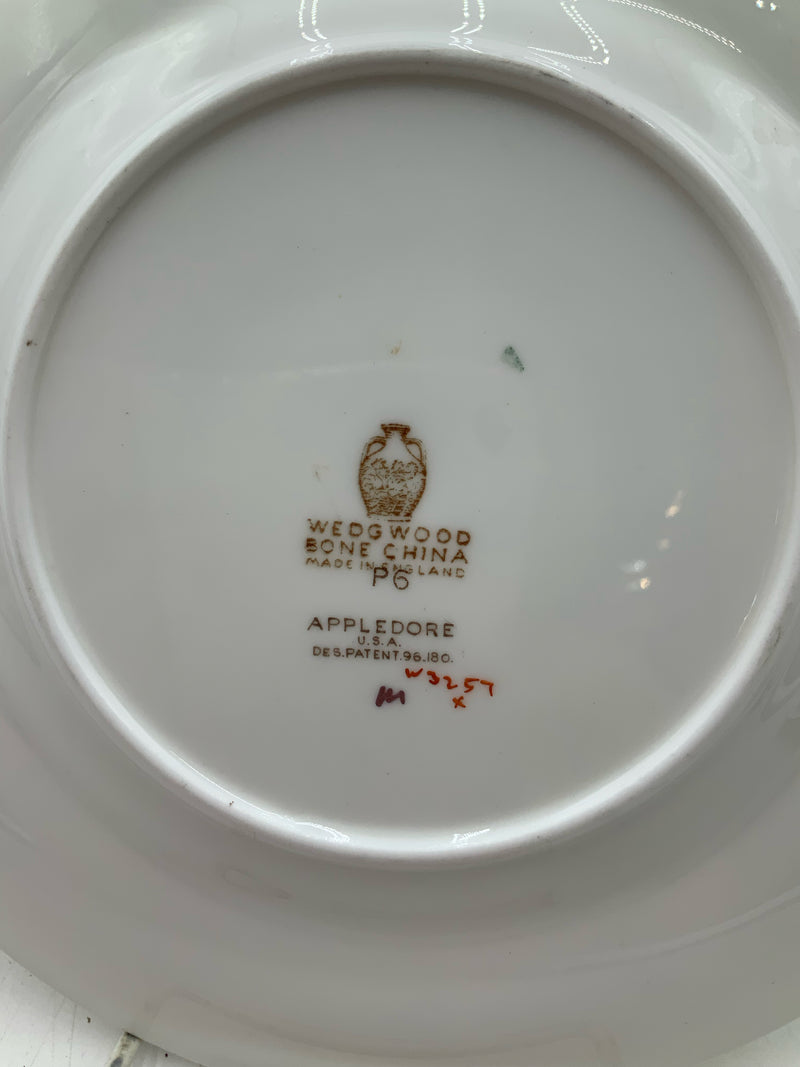 WEDGWOOD
BONE CHINA
MADE IN ENGLAND
P6
APPLEDORE
U.S.A.
DES.PATENT.96.180.
W3257
M X